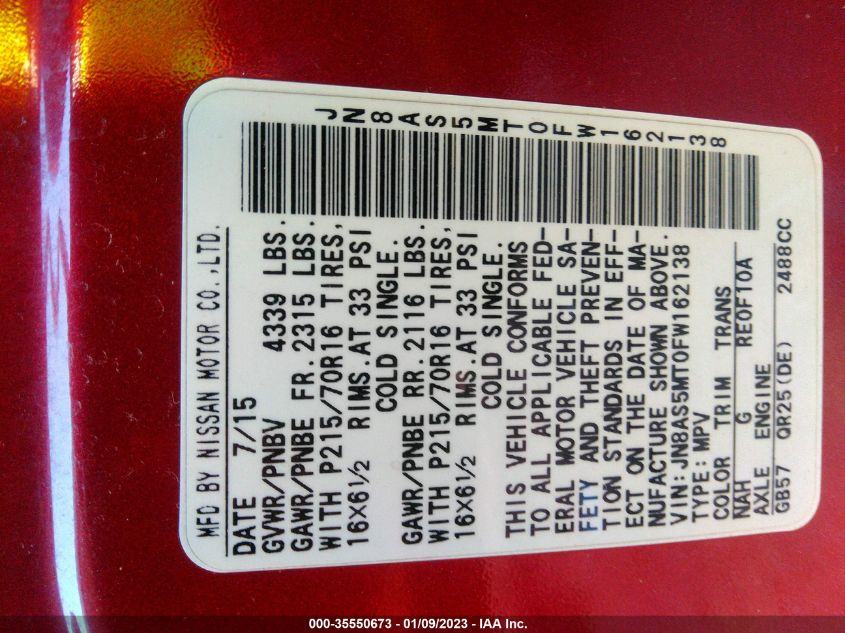 JN8AS5MT0FW162138
MFD BY NISSAN MOTOR CO.,LTD.
DATE 7/15
GVWR/PNBV 4339 LBS.
GAWR/PNBE FR. 2315 LBS.
WITH P215/70R16 TIRES,
16X6 1/2 RIMS AT 33 PSI
COLD SINGLE.
GAWR/PNBE RR. 2116 LBS.
WITH P215/70R16 TIRES,
16X6 1/2 RIMS AT 33 PSI
COLD SINGLE.
THIS VEHICLE CONFORMS
TO ALL APPLICABLE FED-
ERAL MOTOR VEHICLE SA-
FETY AND THEFT PREVEN-
TION STANDARDS IN EFF-
ECT ON THE DATE OF MA-
NUFACTURE SHOWN ABOVE.
VIN:JN8AS5MT0FW162138
TYPE:MPV
COLOR TRIM TRANS
NAH G RE0F10A
AXLE ENGINE
GB57 QR25(DE) 2488CC
000-35550673 - 01/09/2023 - IAA Inc.